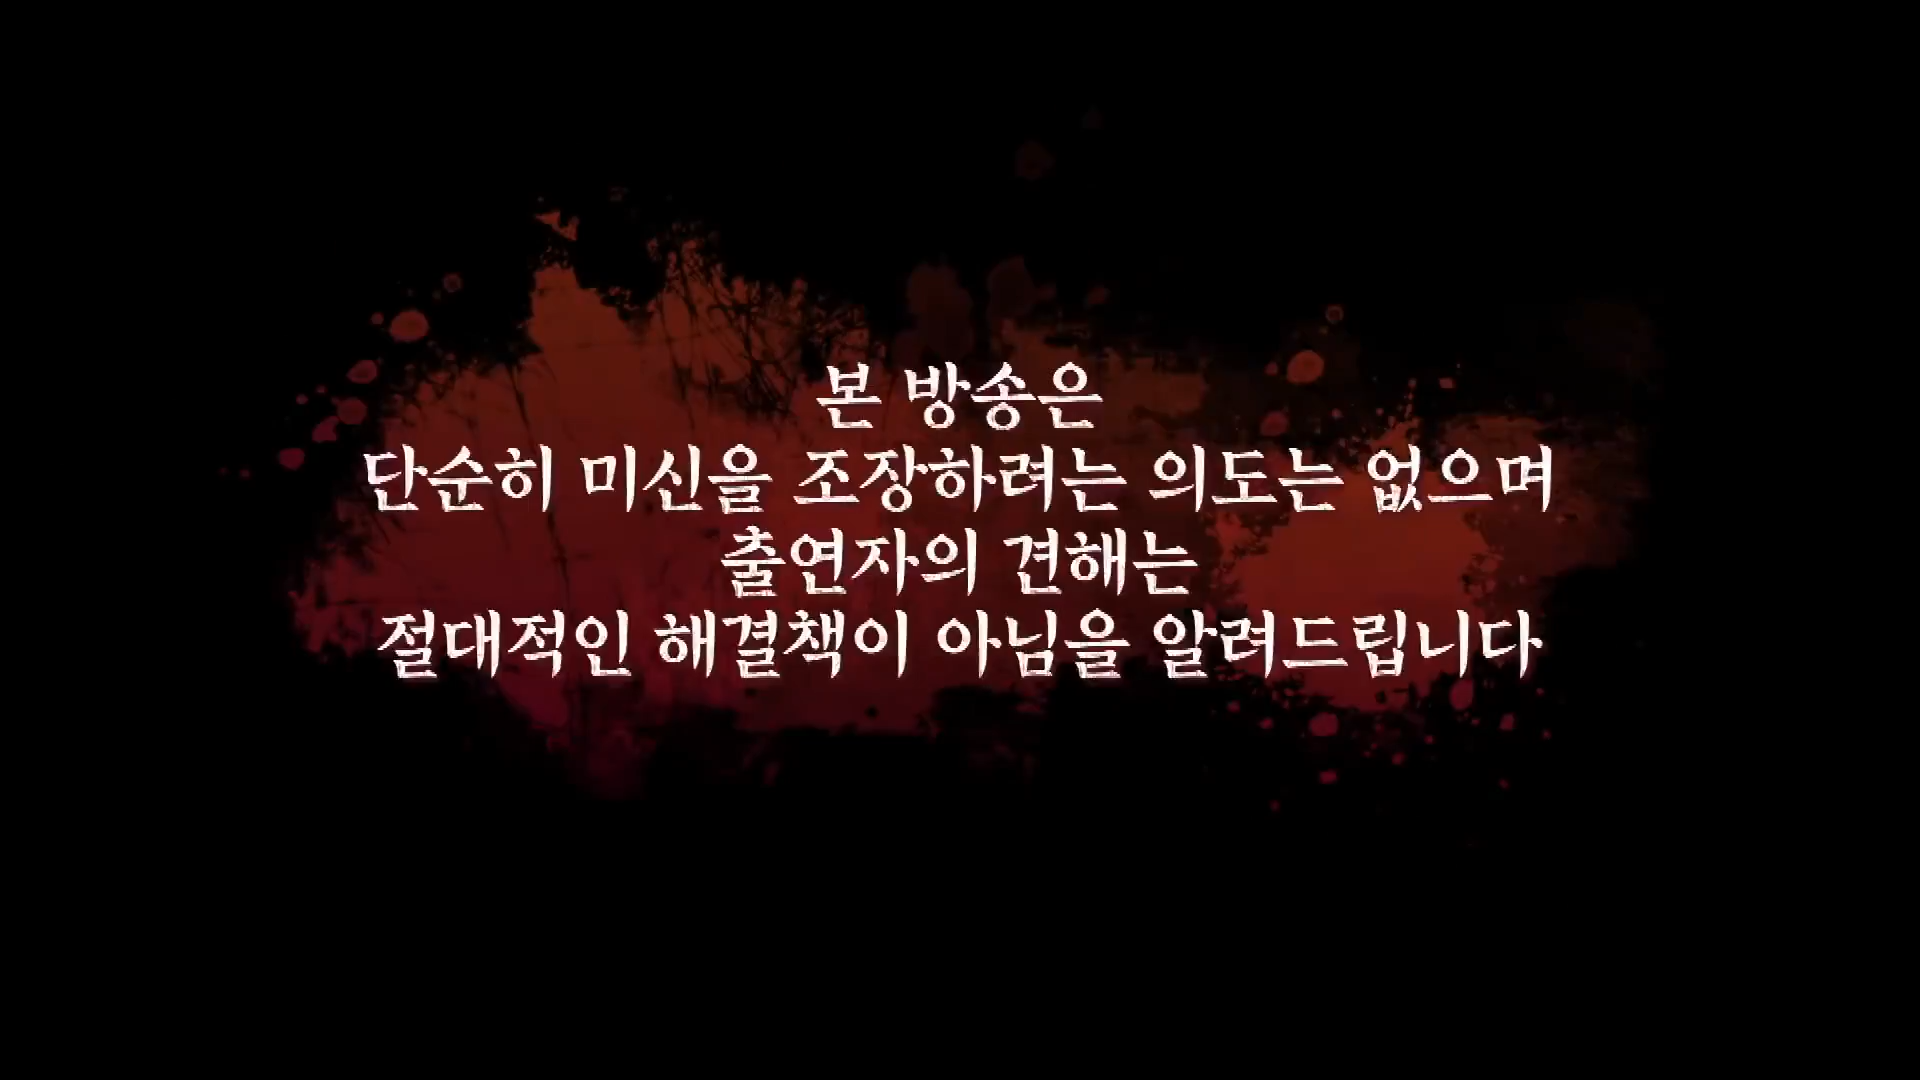 본 방송은
단순히 미신을 조장하려는 의도는 없으며
출연자의 견해는
절대적인 해결책이 아님을 알려드립니다